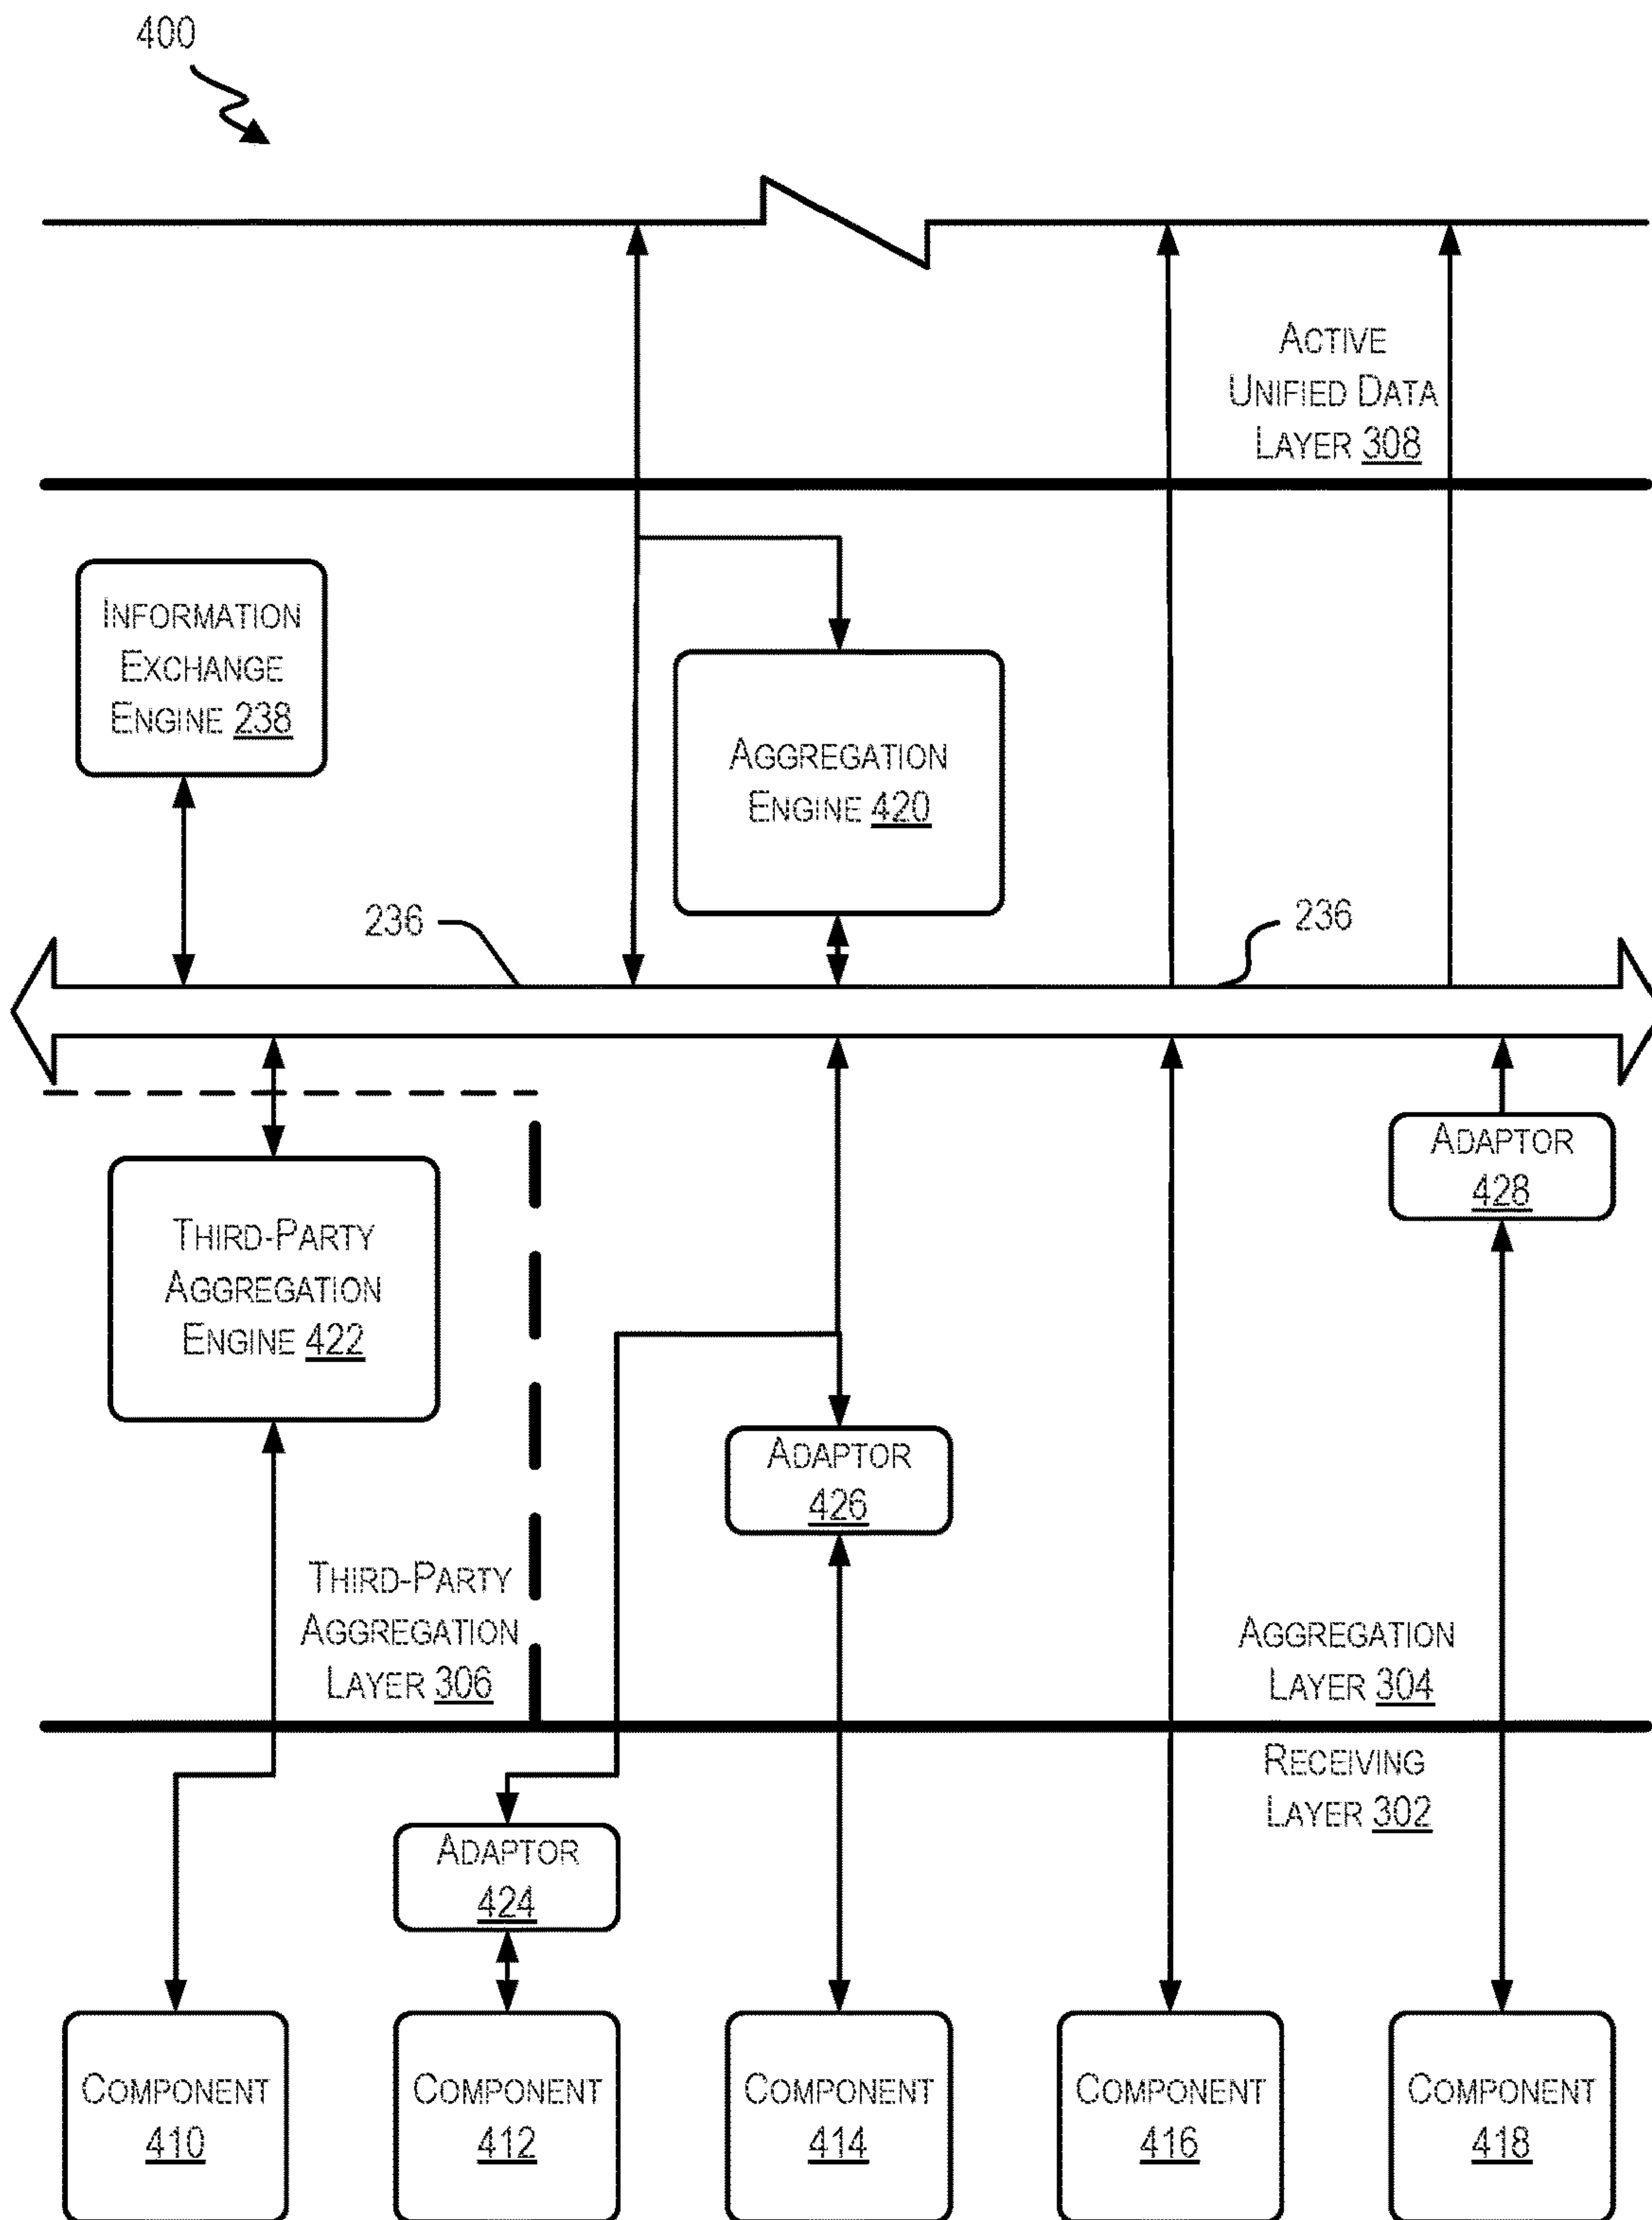 400
ACTIVE
UNIFIED DATA
LAYER 308
INFORMATION
EXCHANGE
ENGINE 238
AGGREGATION
ENGINE 420
236
236
ADAPTOR
428
THIRD-PARTY
AGGREGATION
ENGINE 422
ADAPTOR
426
THIRD-PARTY
AGGREGATION
LAYER 306
AGGREGATION
LAYER 304
RECEIVING
LAYER 302
ADAPTOR
424
COMPONENT
410
COMPONENT
412
COMPONENT
414
COMPONENT
416
COMPONENT
418